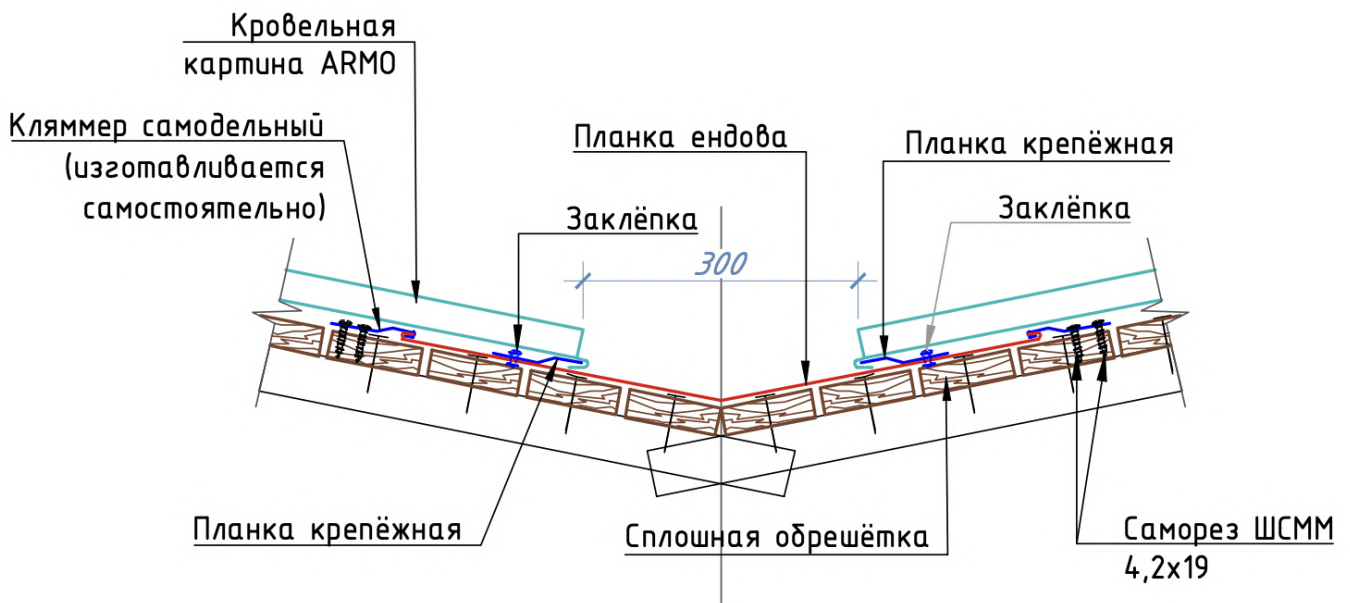 Кровельная
картина ARMO
Кляммер самодельный
(изготавливается
самостоятельно)
Заклёпка
Планка ендова
Планка крепёжная
Заклёпка
300
Планка крепёжная
Сплошная обрешётка
Саморез ШСММ
4,2х19